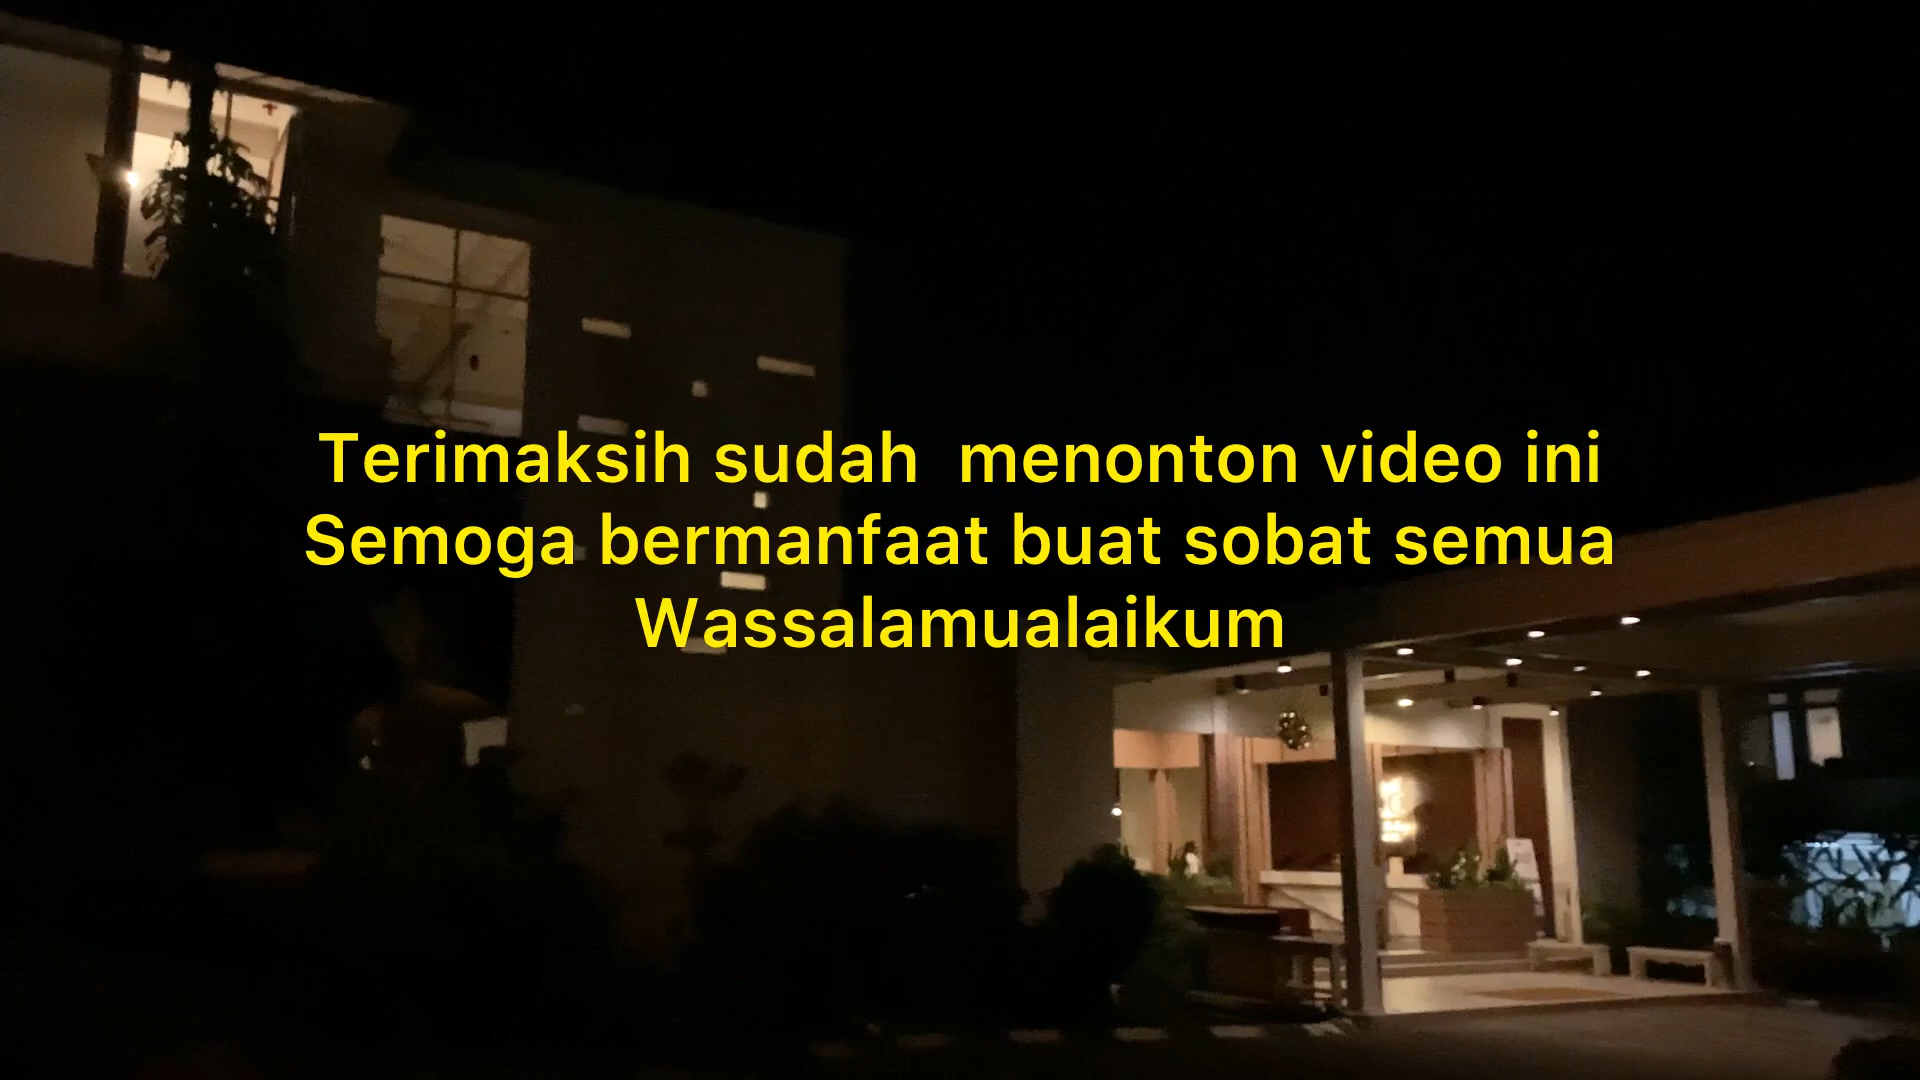 Terimaksih sudah  menonton video ini
Semoga bermanfaat buat sobat semua
Wassalamualaikum